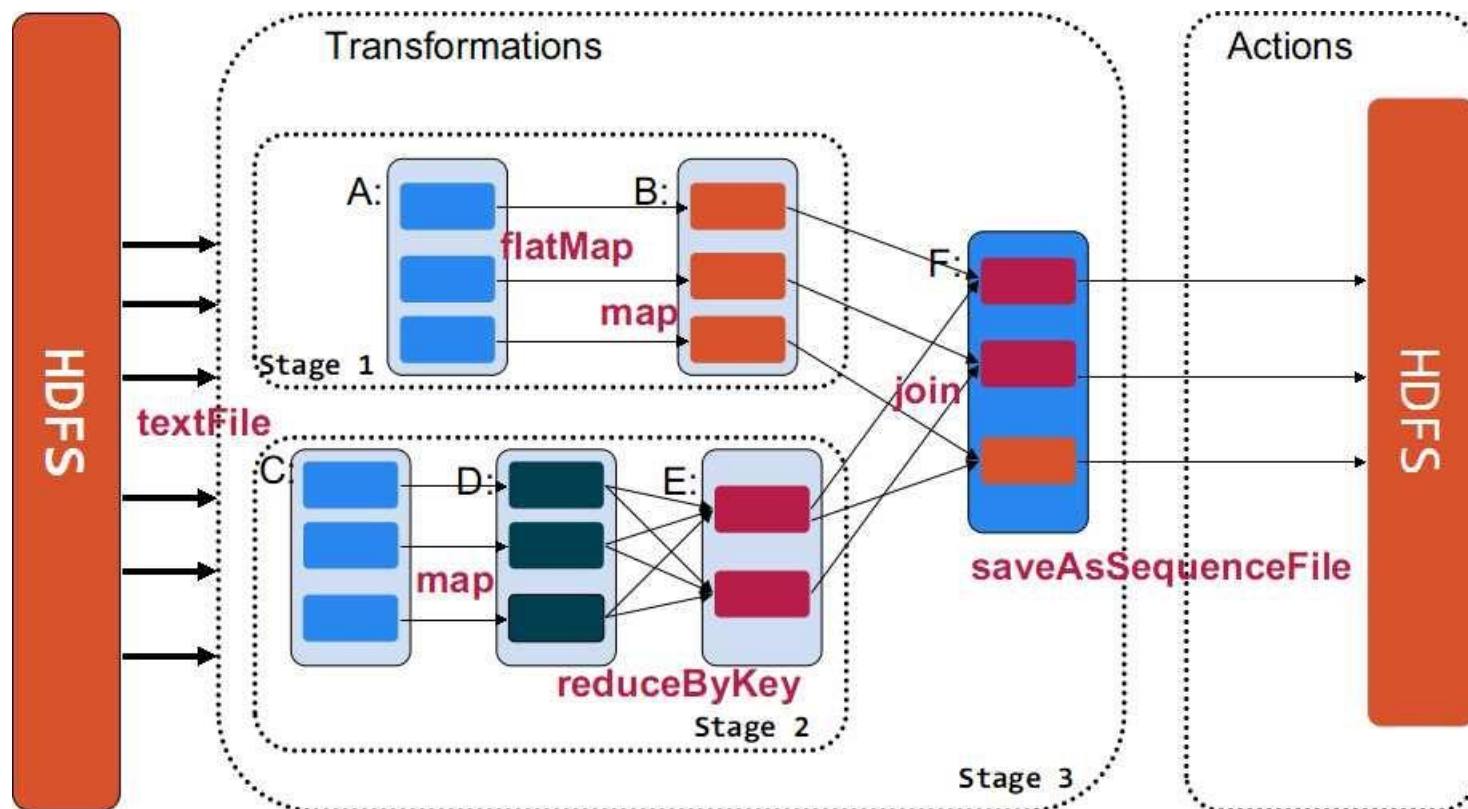 Transformations
Actions
HDFS
A:
B:
flatMap
map
Stage 1
F:
join
HDFS
textFile
C:
D:
E:
map
saveAsSequenceFile
reduceByKey
Stage 2
Stage 3